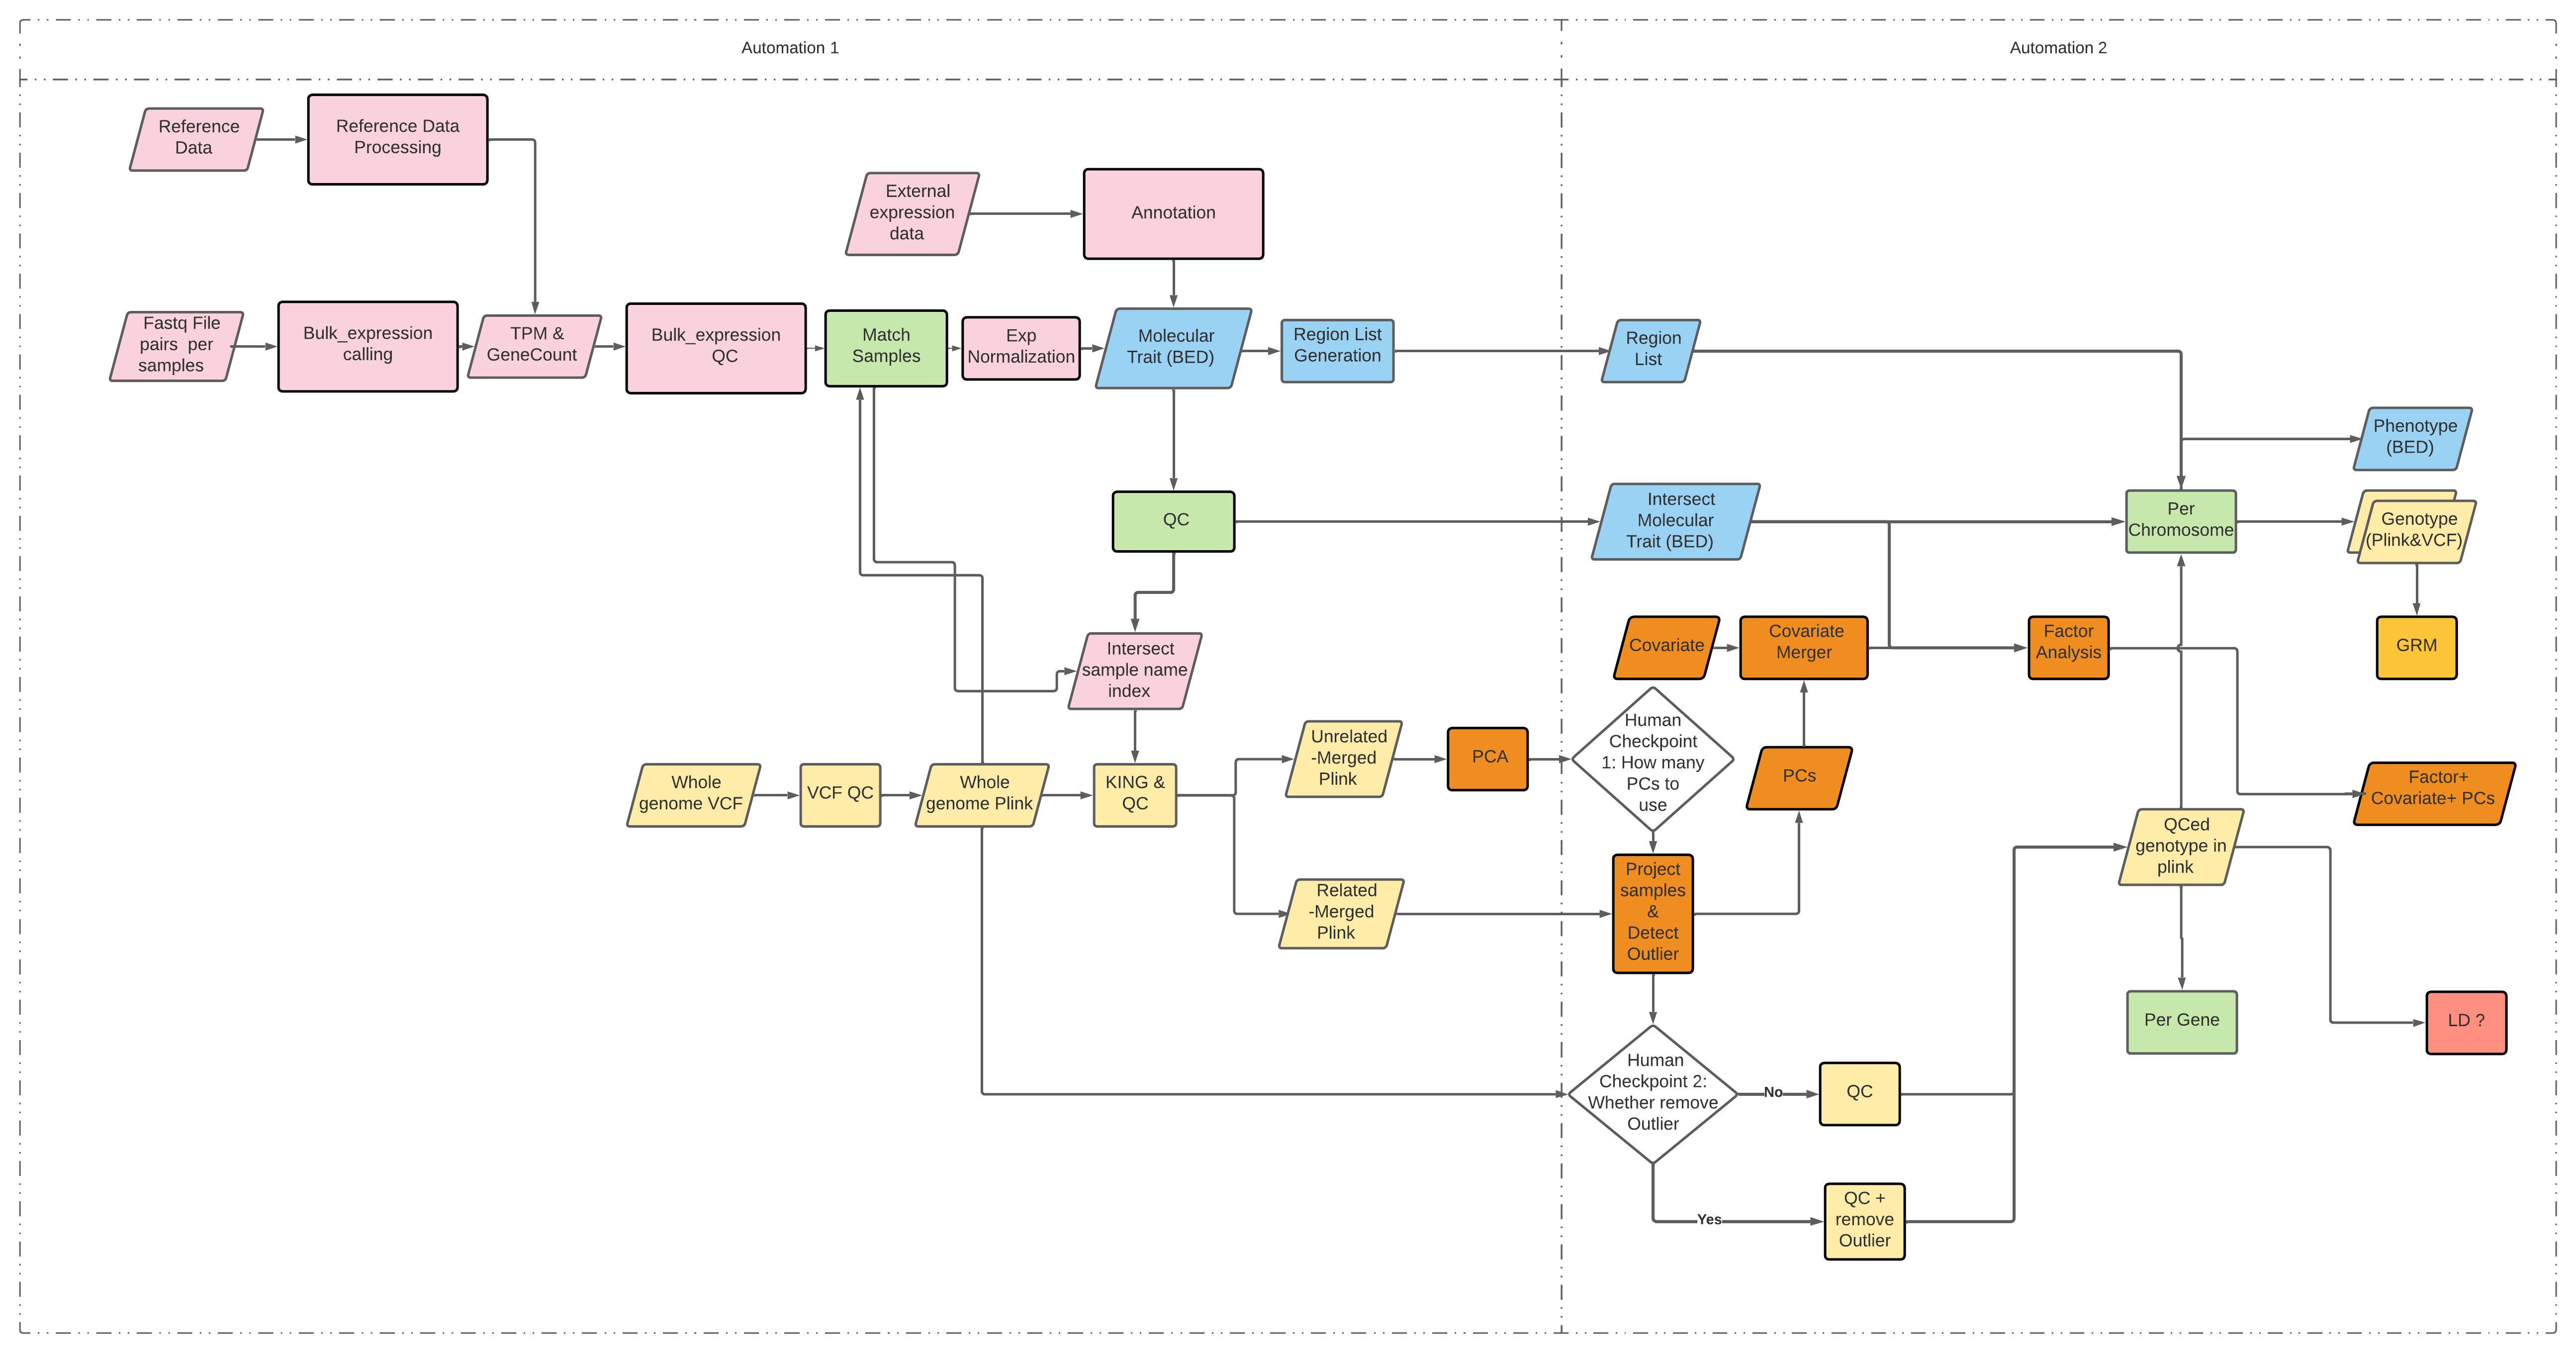 Automation 1
Automation 2
Reference
Data
Reference Data
Processing
External
expression
data
Annotation
Fastq File
pairs per
samples
Bulk_expression
calling
TPM &
GeneCount
Bulk_expression
QC
Match
Samples
Exp
Normalization
Molecular
Trait (BED)
Region List
Generation
Region
List
Phenotype
(BED)
QC
Intersect
Molecular
Trait (BED)
Per
Chromosome
Genotype
(Plink&VCF)
Intersect
sample name
index
Covariate
Covariate
Merger
Factor
Analysis
GRM
Whole
genome VCF
VCF QC
Whole
genome Plink
KING &
QC
Unrelated
-Merged
Plink
PCA
Human
Checkpoint
1: How many
PCs to
use
PCs
Factor+
Covariate+ PCs
QCed
genotype in
plink
Related
-Merged
Plink
Project
samples
&
Detect
Outlier
Per Gene
LD ?
Human
Checkpoint 2:
Whether remove
Outlier
No
QC
Yes
QC +
remove
Outlier